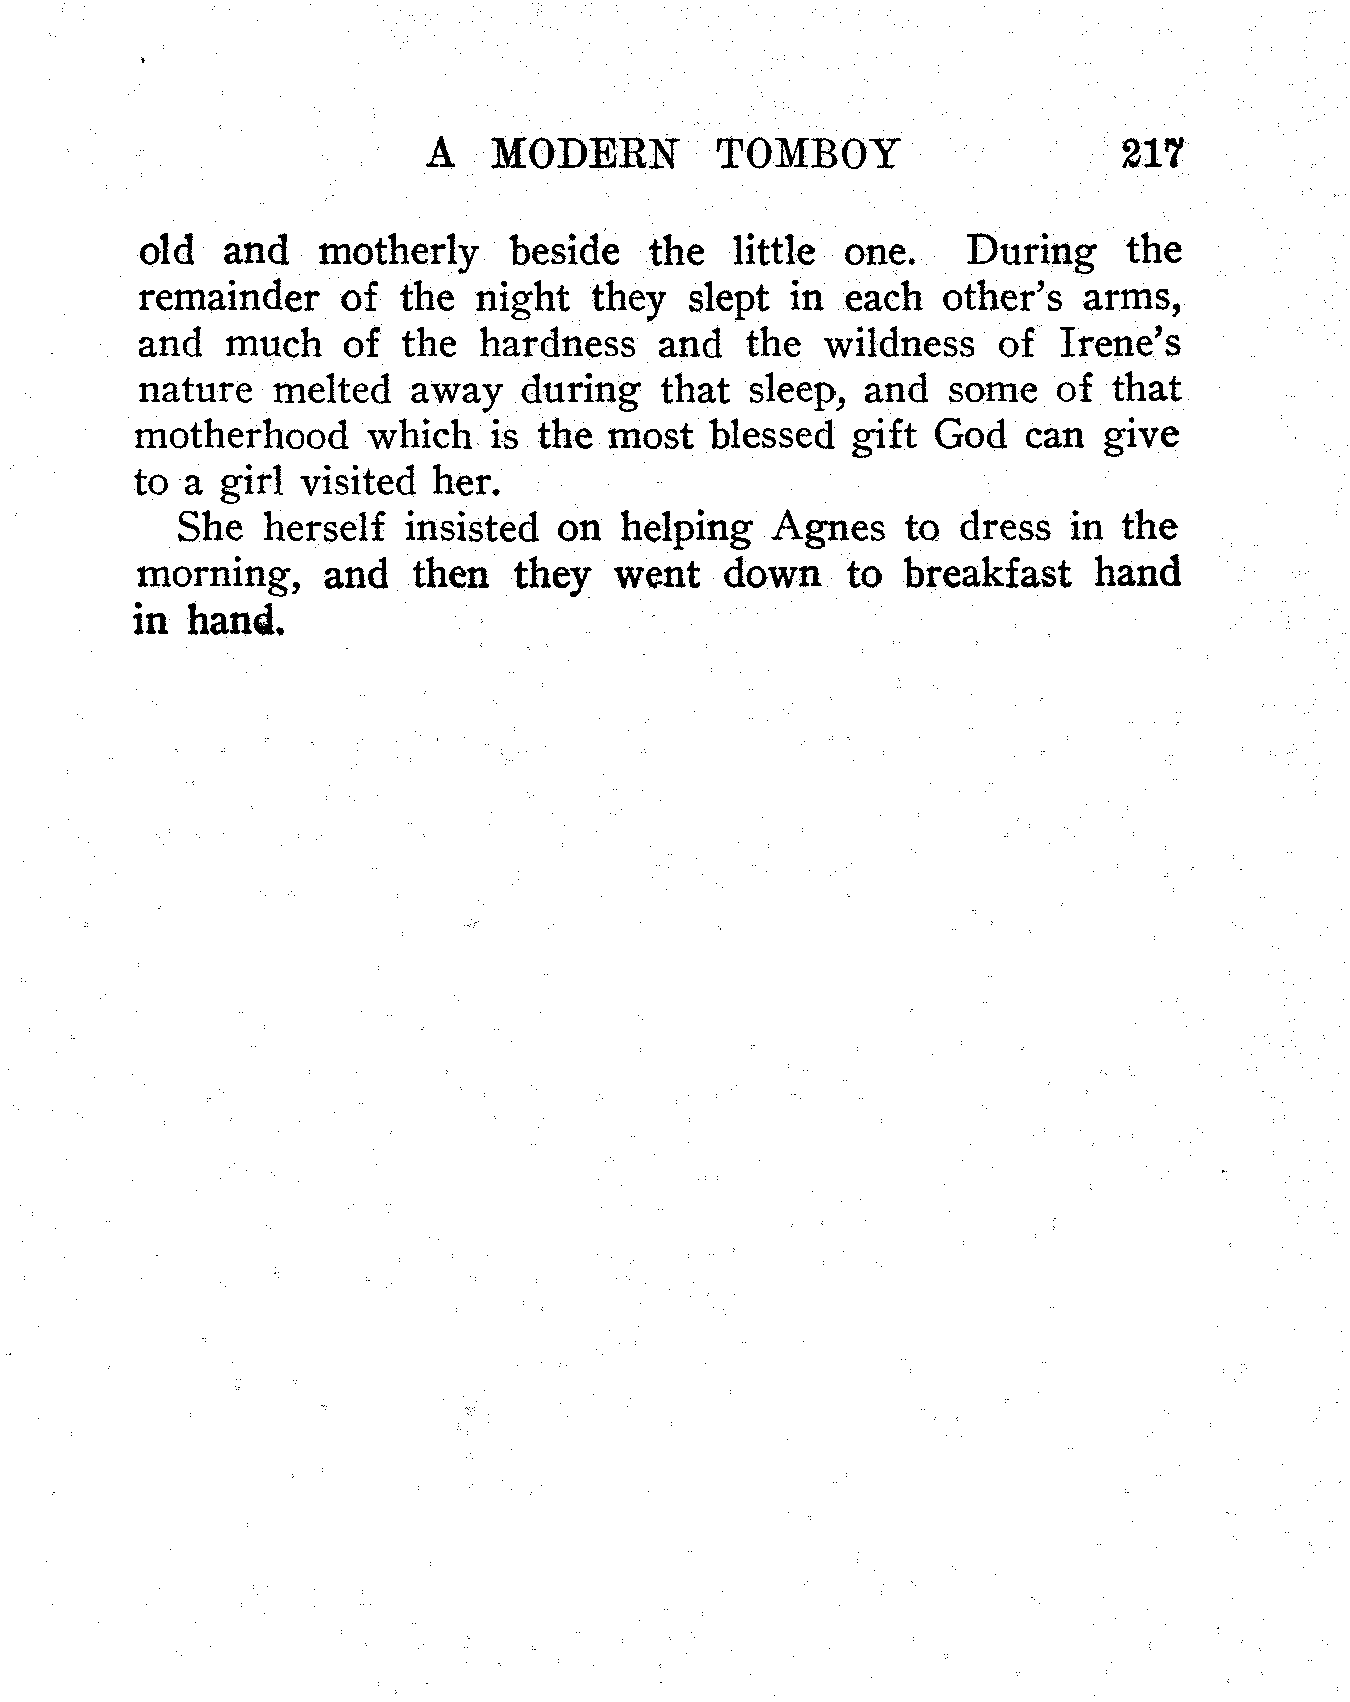 A MODERN TOMBOY 217
old and motherly beside the little one. During the
remainder of the night they slept in each other's arms,
and much of the hardness and the wildness of Irene's
nature melted away during that sleep, and some of that
motherhood which is the most blessed gift God can give
to a girl visited her.
She herself insisted on helping Agnes to dress in the
morning, and then they went down to breakfast hand
in hand.